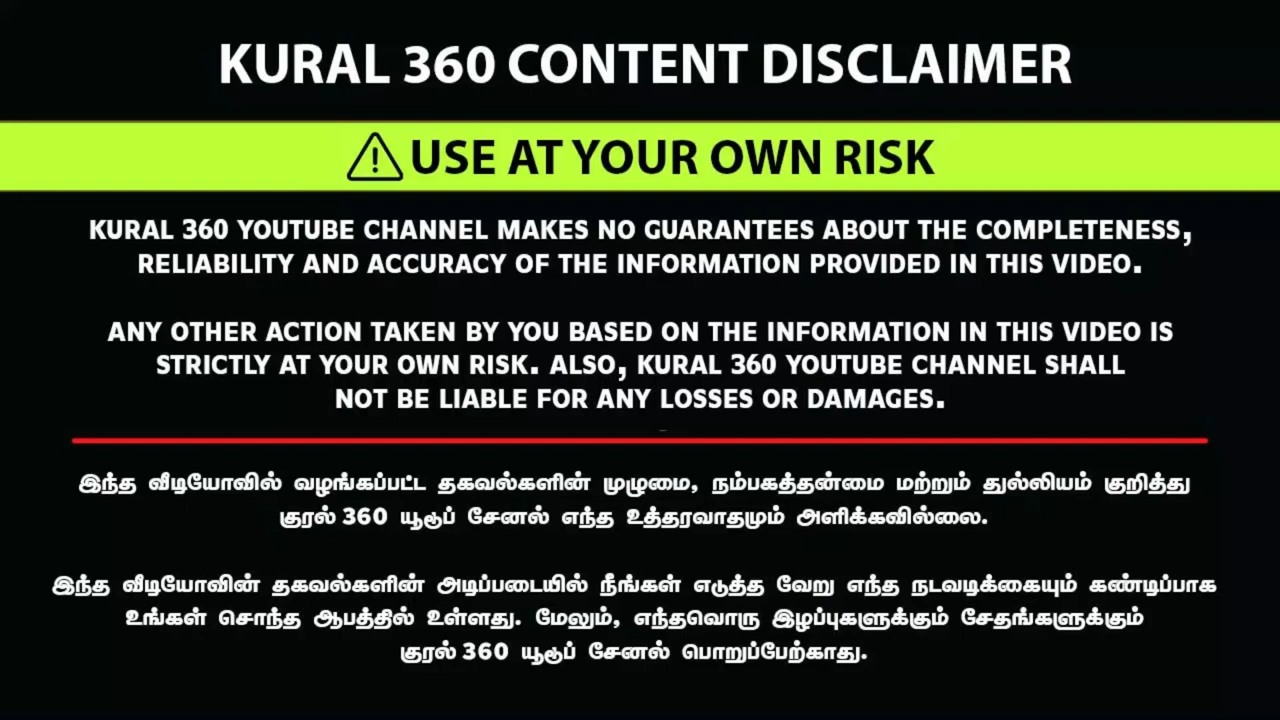 KURAL 360 CONTENT DISCLAIMER
USE AT YOUR OWN RISK
KURAL 360 YOUTUBE CHANNEL MAKES NO GUARANTEES ABOUT THE COMPLETENESS,
RELIABILITY AND ACCURACY OF THE INFORMATION PROVIDED IN THIS VIDEO.
ANY OTHER ACTION TAKEN BY YOU BASED ON THE INFORMATION IN THIS VIDEO IS
STRICTLY AT YOUR OWN RISK. ALSO, KURAL 360 YOUTUBE CHANNEL SHALL
NOT BE LIABLE FOR ANY LOSSES OR DAMAGES.
இந்த வீடியோவில் வழங்கப்பட்ட தகவல்களின் முழுமை, நம்பகத்தன்மை மற்றும் துல்லியம் குறித்து
குரல் 360 யூடூப் சேனல் எந்த உத்தரவாதமும் அளிக்கவில்லை.
இந்த வீடியோவின் தகவல்களின் அடிப்படையில் நீங்கள் எடுத்த வேறு எந்த நடவடிக்கையும் கண்டிப்பாக
உங்கள் சொந்த ஆபத்தில் உள்ளது. மேலும், எந்தவொரு இழப்புகளுக்கும் சேதங்களுக்கும்
குரல் 360 யூடூப் சேனல் பொறுப்பேற்காது.